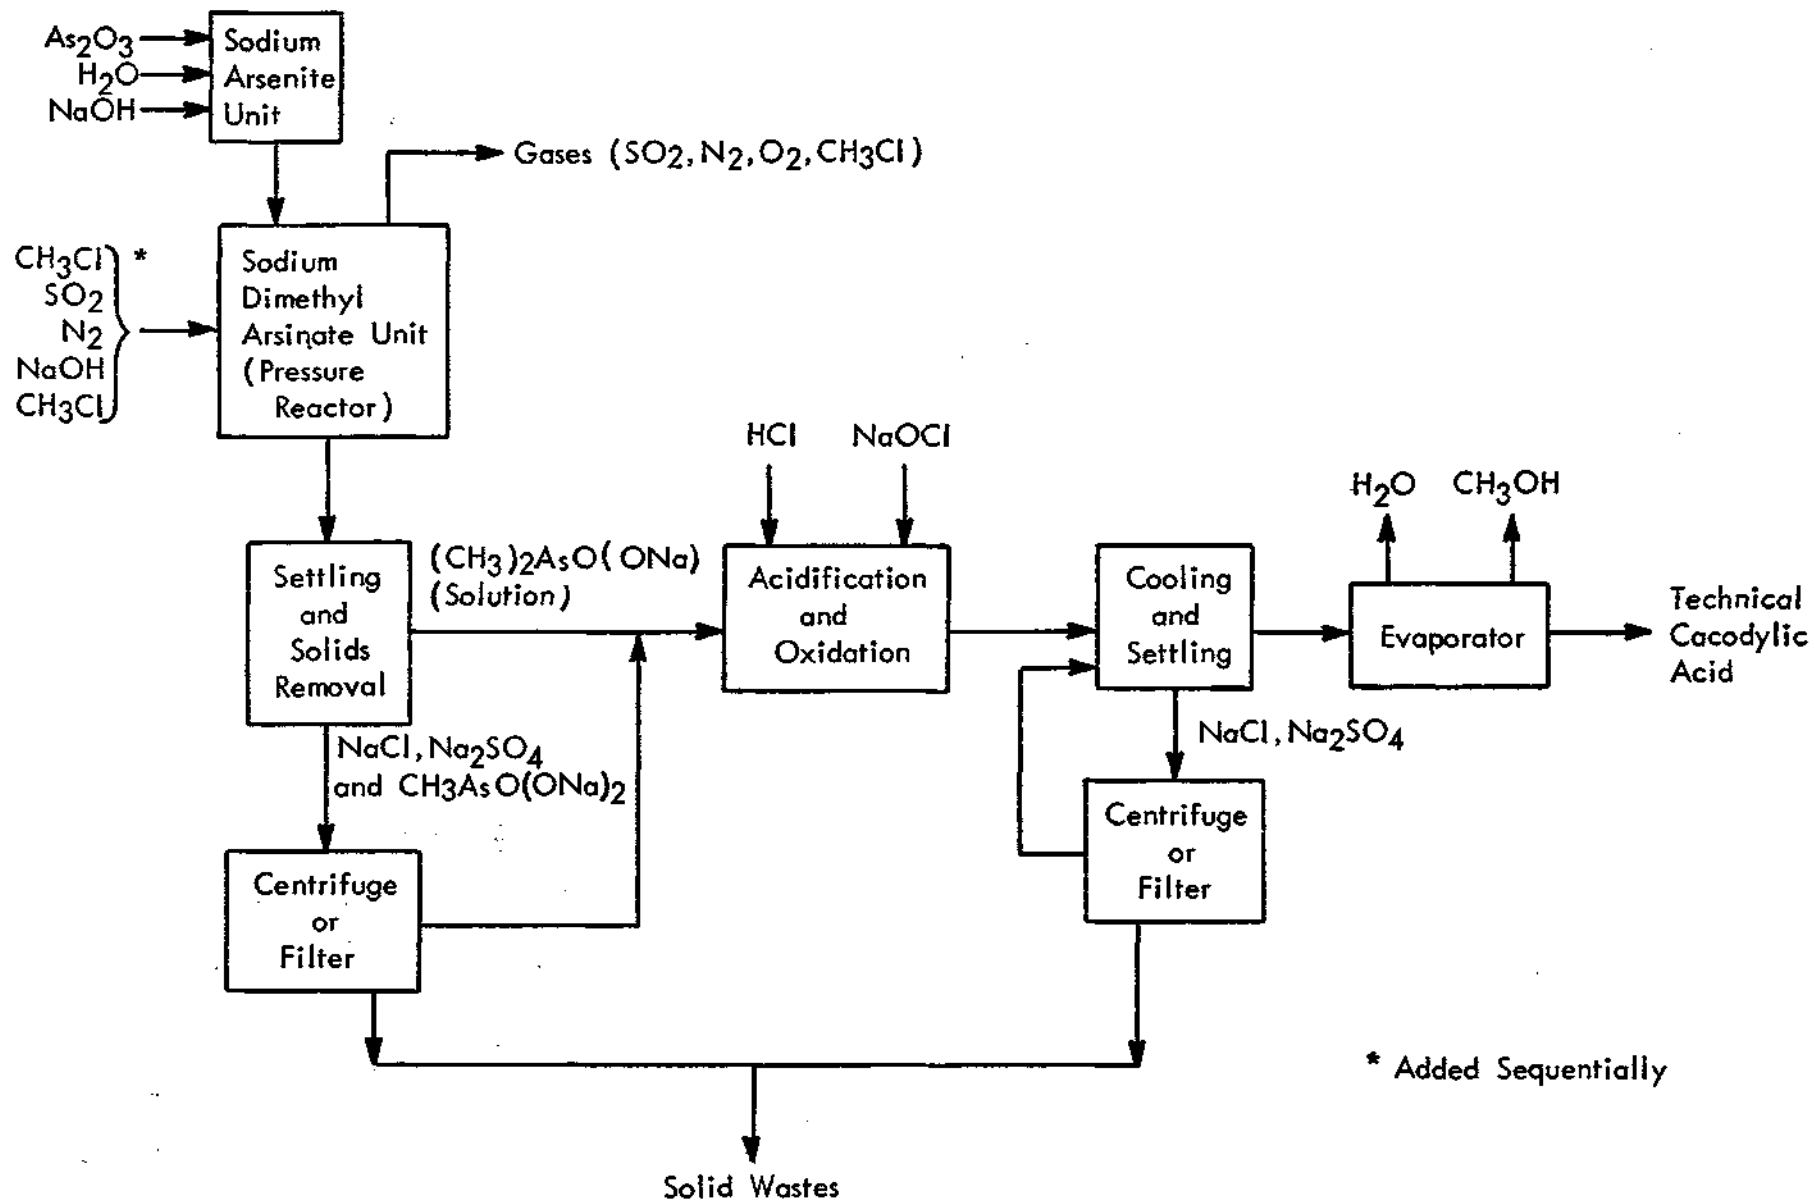 As2O3
H2O
NaOH
Sodium
Arsenite
Unit
Gases (SO2, N2, O2, CH3Cl)
CH3Cl
SO2
N2
NaOH
CH3Cl
*
Sodium
Dimethyl
Arsinate Unit
(Pressure
Reactor)
HCl
NaOCl
H2O
CH3OH
Settling
and
Solids
Removal
(CH3)2AsO(ONa)
(Solution)
Acidification
and
Oxidation
Cooling
and
Settling
Evaporator
Technical
Cacodylic
Acid
NaCl, Na2SO4
and CH3AsO(ONa)2
NaCl, Na2SO4
Centrifuge
or
Filter
Centrifuge
or
Filter
* Added Sequentially
Solid Wastes